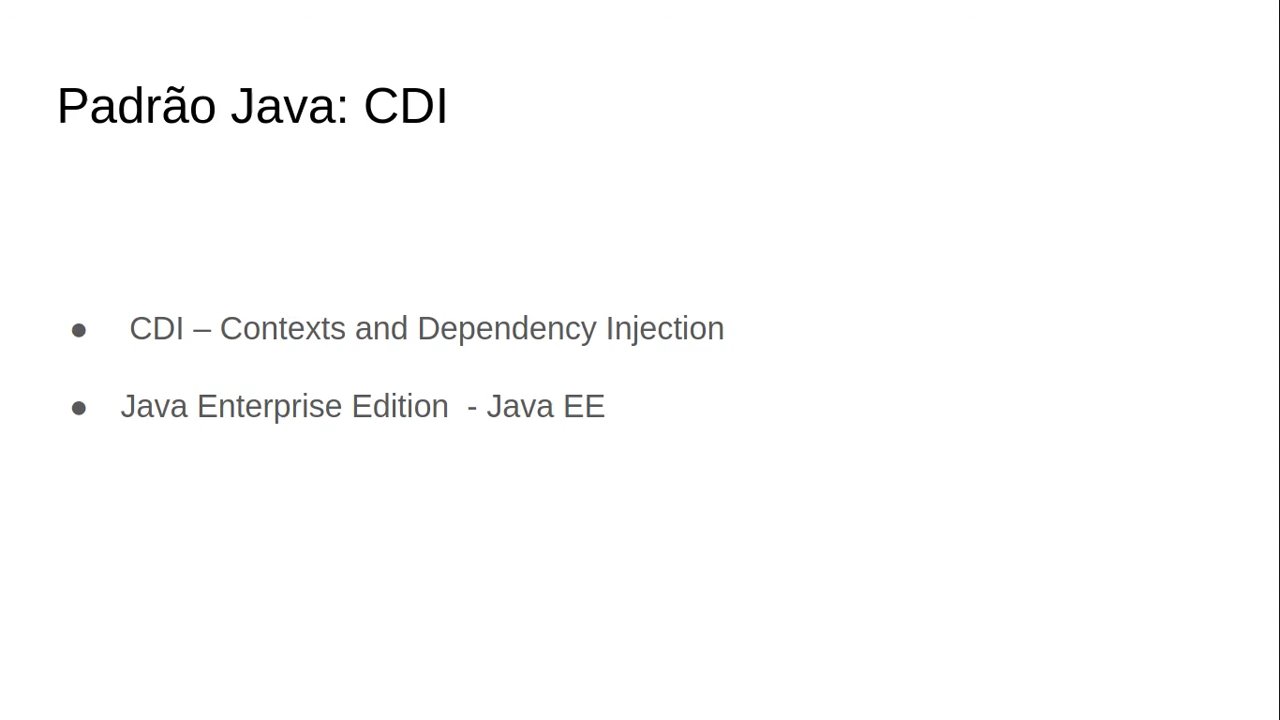 Padrão Java: CDI
● CDI – Contexts and Dependency Injection
● Java Enterprise Edition  - Java EE